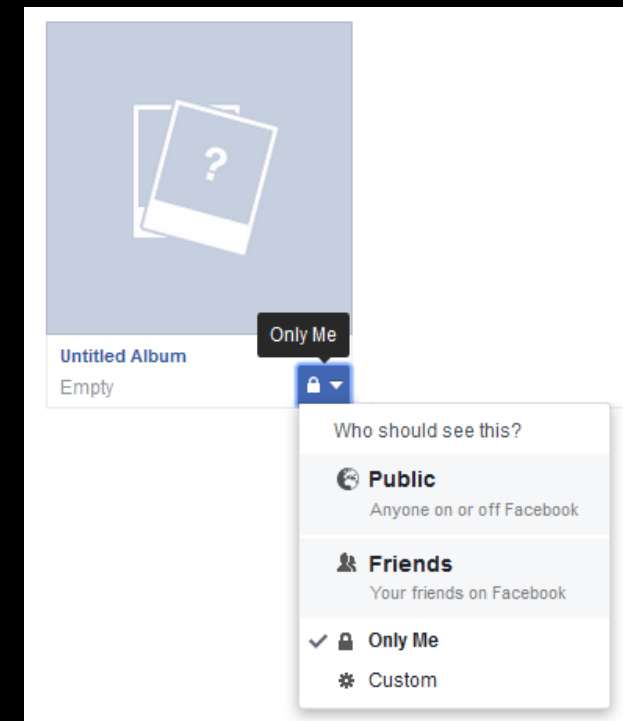 ?
Only Me
Untitled Album
Empty
Who should see this?
Public
Anyone on or off Facebook
Friends
Your friends on Facebook
Only Me
Custom